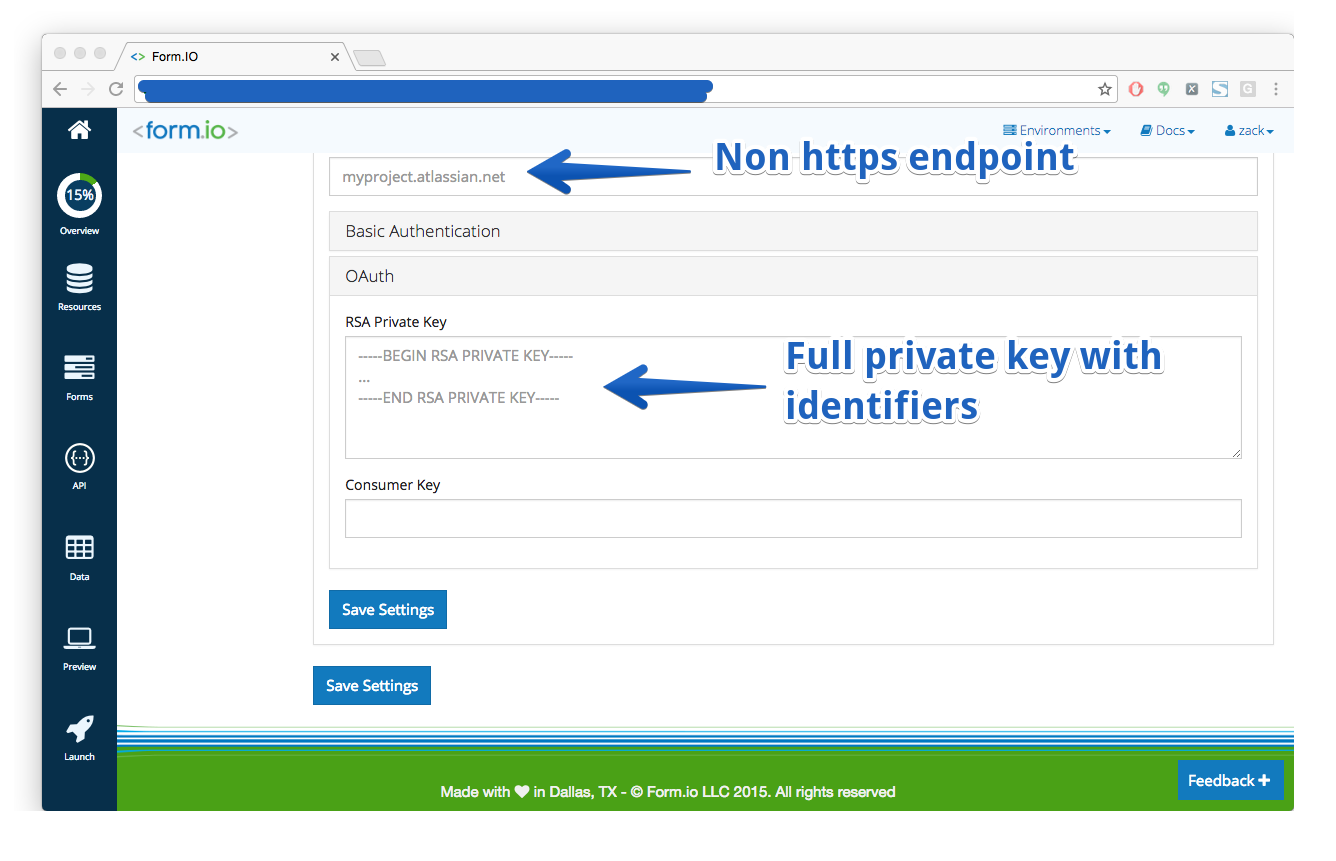 <> Form.IO
<form.io>
Environments
Docs
zack
Non https endpoint
myproject.atlassian.net
15%
Overview
Basic Authentication
OAuth
Resources
RSA Private Key
-----BEGIN RSA PRIVATE KEY-----
...
-----END RSA PRIVATE KEY-----
Full private key with
identifiers
Forms
{··}
API
Consumer Key
Data
Save Settings
Preview
Save Settings
Launch
Feedback +
Made with ❤ in Dallas, TX - © Form.io LLC 2015. All rights reserved